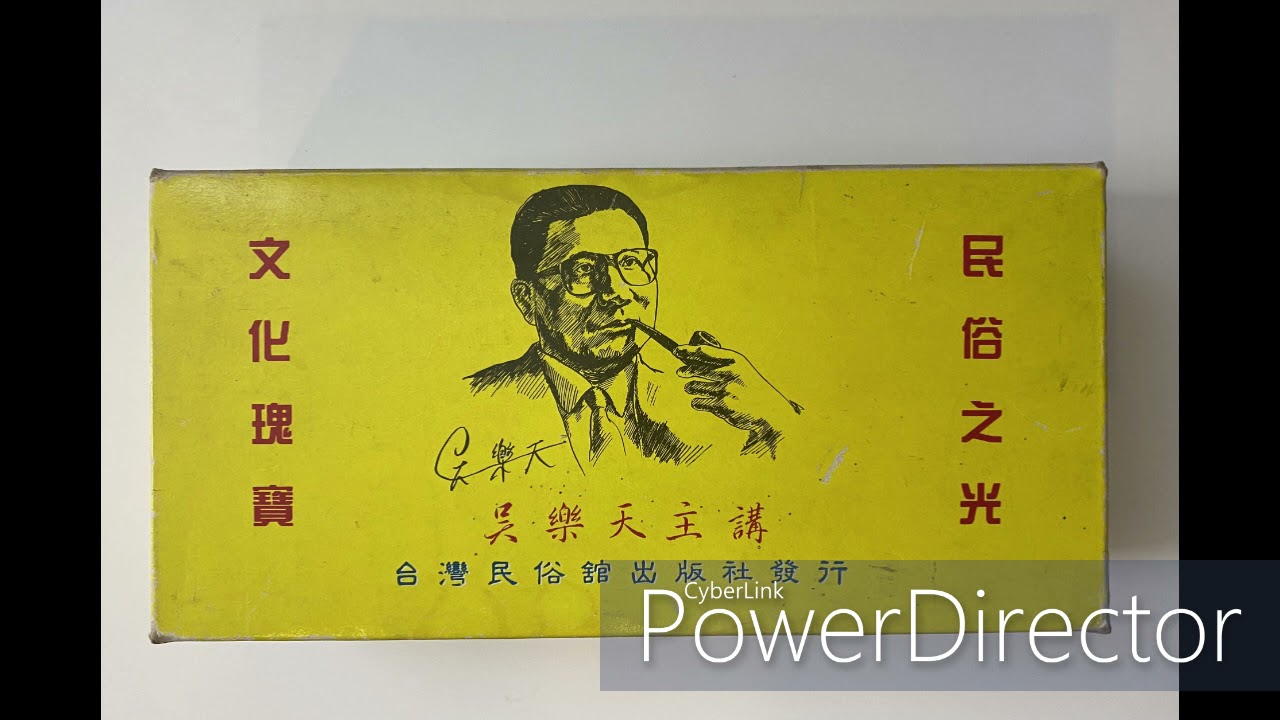 民俗之光
文化瑰寶
吳樂天
吳樂天主講
台灣民俗舘出版社發行
CyberLink
PowerDirector